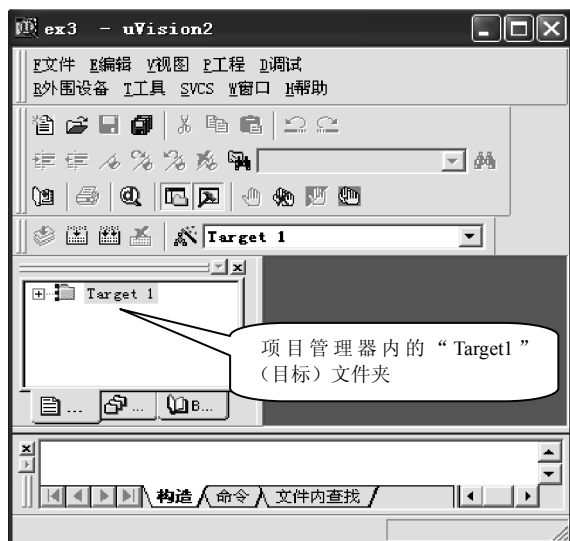 ex3 - uVision2
F文件 E编辑 V视图 P工程 D调试
R外围设备 T工具 SVCS W窗口 H帮助
Target 1
Target 1
项目管理器内的“Target1”
（目标）文件夹
... ... B...
构造 命令 文件内查找